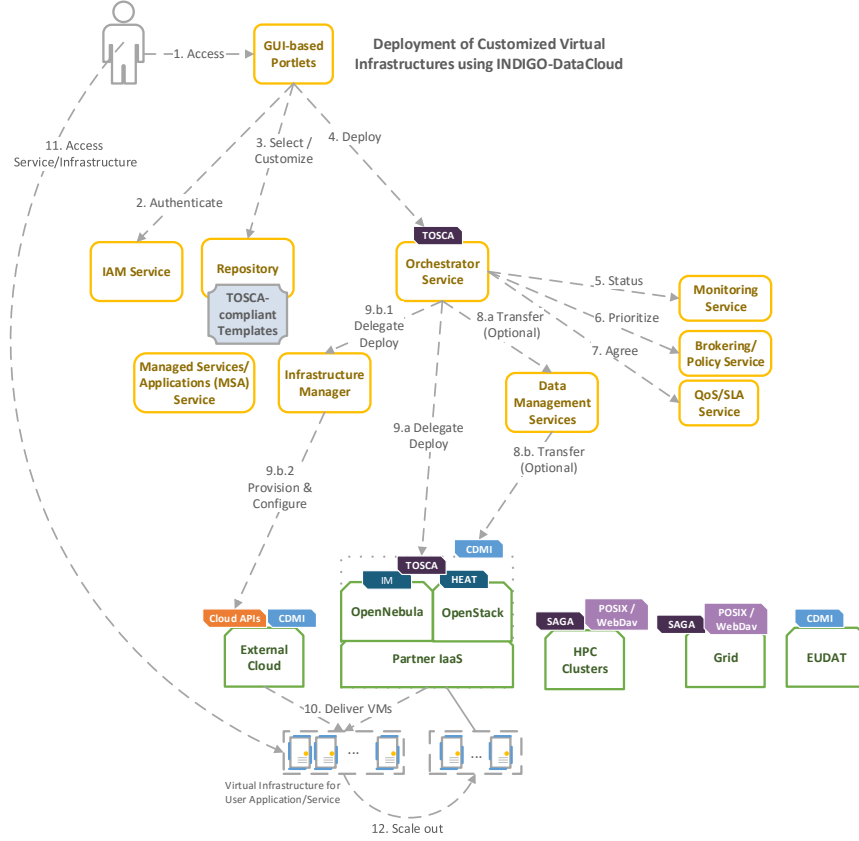 1. Access
GUI-based
Portlets
Deployment of Customized Virtual
Infrastructures using INDIGO-DataCloud
11. Access
Service/Infrastructure
3. Select /
Customize
4. Deploy
2. Authenticate
TOSCA
IAM Service
Repository
TOSCA-
compliant
Templates
Orchestrator
Service
5. Status
Monitoring
Service
6. Prioritize
Brokering/
Policy Service
7. Agree
QoS/SLA
Service
9.b.1
Delegate
Deploy
8.a Transfer
(Optional)
Managed Services/
Applications (MSA)
Service
Infrastructure
Manager
Data
Management
Services
9.a Delegate
Deploy
8.b. Transfer
(Optional)
9.b.2
Provision &
Configure
CDMI
TOSCA
IM
HEAT
OpenNebula
OpenStack
Partner IaaS
Cloud APIs
CDMI
External
Cloud
SAGA
POSIX /
WebDav
HPC
Clusters
SAGA
POSIX /
WebDav
Grid
CDMI
EUDAT
10. Deliver VMs
...
...
Virtual Infrastructure for
User Application/Service
12. Scale out